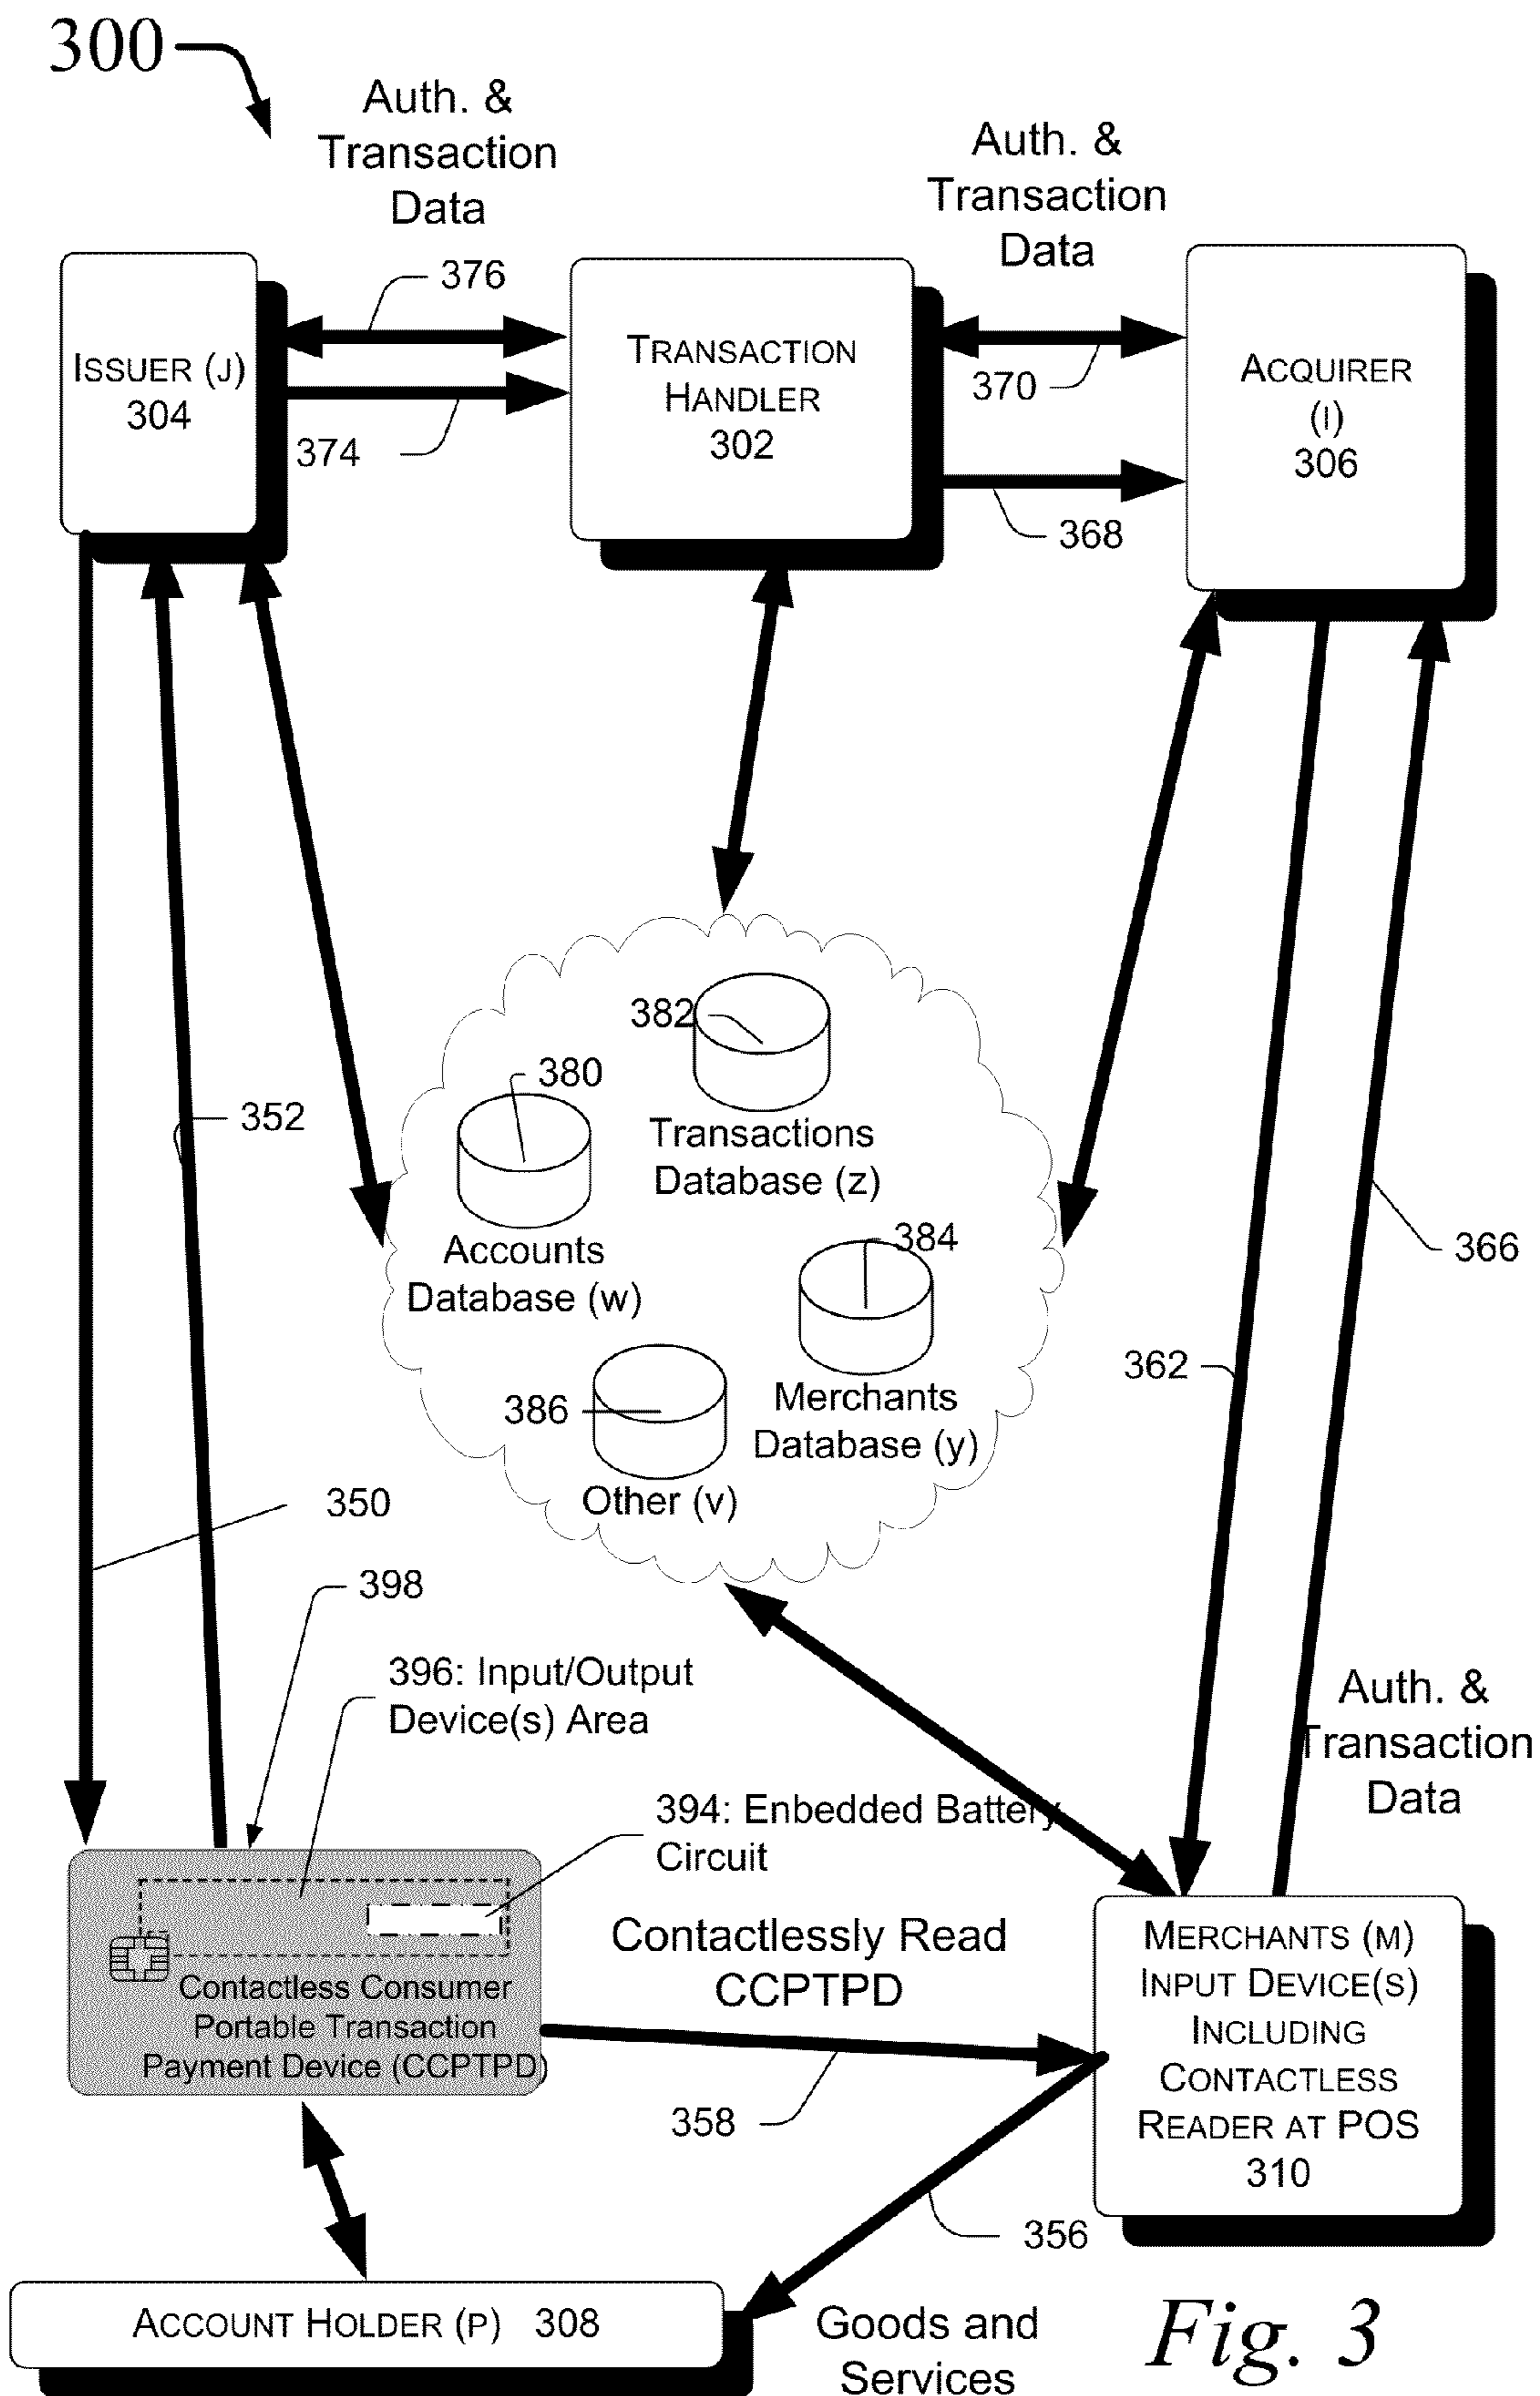 300
Auth. &
Transaction
Data
Auth. &
Transaction
Data
376
ISSUER (J)
304
TRANSACTION
HANDLER
302
370
ACQUIRER
(I)
306
374
368
382
380
352
Transactions
Database (z)
384
366
Accounts
Database (w)
362
386
Merchants
Database (y)
350
Other (v)
398
396: Input/Output
Device(s) Area
Auth. &
Transaction
Data
394: Enbedded Battery
Circuit
Contactlessly Read
CCPTPD
MERCHANTS (M)
INPUT DEVICE(S)
INCLUDING
CONTACTLESS
READER AT POS
310
Contactless Consumer
Portable Transaction
Payment Device (CCPTPD)
358
356
ACCOUNT HOLDER (P) 308
Goods and
Services
Fig. 3